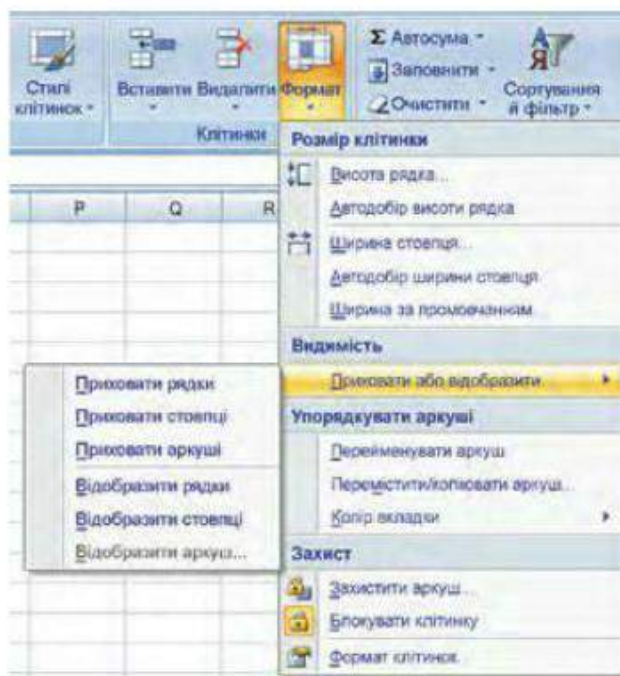 Стилі клітинок
Вставити Видалити Формат
Клітинки
Σ Автосума
Заповнити
Очистити
Сортування й фільтр
P Q R
Розмір клітинки
Висота рядка...
Автодобір висоти рядка
Ширина стовпця...
Автодобір ширини стовпця
Ширина за промовчанням...
Видимість
Приховати або відобразити
Приховати рядки
Приховати стовпці
Приховати аркуші
Відобразити рядки
Відобразити стовпці
Відобразити аркуш...
Упорядкувати аркуші
Перейменувати аркуш
Перемістити/копіювати аркуш...
Колір вкладки
Захист
Захистити аркуш...
Блокувати клітинку
Формат клітинок...